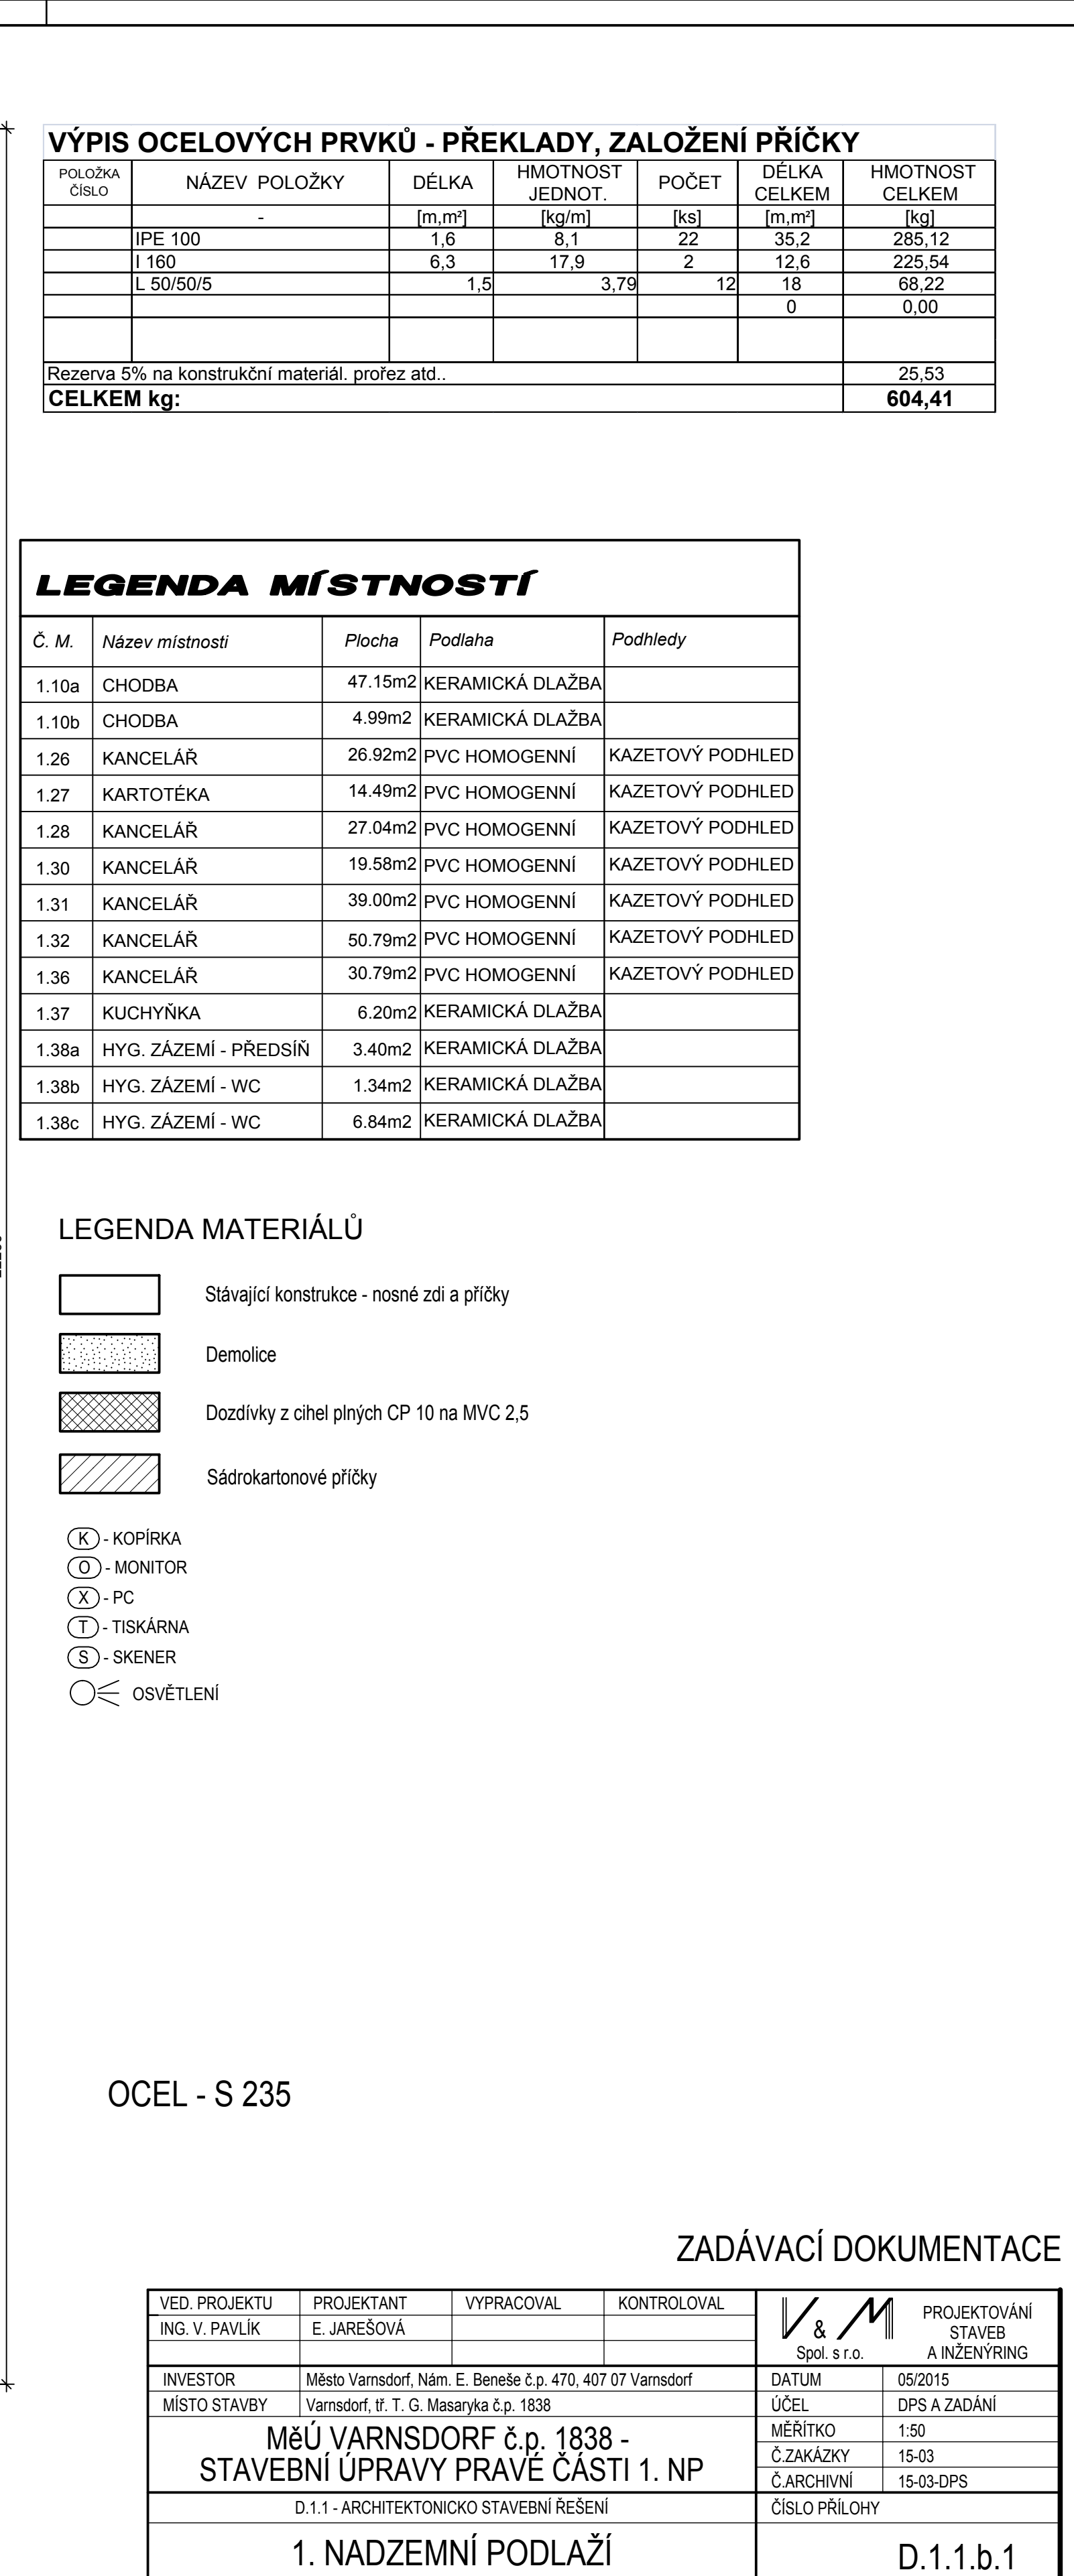 VÝPIS OCELOVÝCH PRVKŮ - PŘEKLADY, ZALOŽENÍ PŘÍČKY
POLOŽKA ČÍSLO NÁZEV POLOŽKY DÉLKA HMOTNOST JEDNOT. POČET DÉLKA CELKEM HMOTNOST CELKEM
- [m,m²] [kg/m] [ks] [m,m²] [kg]
IPE 100 1,6 8,1 22 35,2 285,12
I 160 6,3 17,9 2 12,6 225,54
L 50/50/5 1,5 3,79 12 18 68,22
0 0,00
Rezerva 5% na konstrukční materiál. prořez atd.. 25,53
CELKEM kg: 604,41
LEGENDA MÍSTNOSTÍ
Č. M. Název místnosti Plocha Podlaha Podhledy
1.10a CHODBA 47.15m2 KERAMICKÁ DLAŽBA
1.10b CHODBA 4.99m2 KERAMICKÁ DLAŽBA
1.26 KANCELÁŘ 26.92m2 PVC HOMOGENNÍ KAZETOVÝ PODHLED
1.27 KARTOTÉKA 14.49m2 PVC HOMOGENNÍ KAZETOVÝ PODHLED
1.28 KANCELÁŘ 27.04m2 PVC HOMOGENNÍ KAZETOVÝ PODHLED
1.30 KANCELÁŘ 19.58m2 PVC HOMOGENNÍ KAZETOVÝ PODHLED
1.31 KANCELÁŘ 39.00m2 PVC HOMOGENNÍ KAZETOVÝ PODHLED
1.32 KANCELÁŘ 50.79m2 PVC HOMOGENNÍ KAZETOVÝ PODHLED
1.36 KANCELÁŘ 30.79m2 PVC HOMOGENNÍ KAZETOVÝ PODHLED
1.37 KUCHYŇKA 6.20m2 KERAMICKÁ DLAŽBA
1.38a HYG. ZÁZEMÍ - PŘEDSÍŇ 3.40m2 KERAMICKÁ DLAŽBA
1.38b HYG. ZÁZEMÍ - WC 1.34m2 KERAMICKÁ DLAŽBA
1.38c HYG. ZÁZEMÍ - WC 6.84m2 KERAMICKÁ DLAŽBA
LEGENDA MATERIÁLŮ
Stávající konstrukce - nosné zdi a příčky
Demolice
Dozdívky z cihel plných CP 10 na MVC 2,5
Sádrokartonové příčky
K - KOPÍRKA
O - MONITOR
X - PC
T - TISKÁRNA
S - SKENER
OSVĚTLENÍ
OCEL - S 235
ZADÁVACÍ DOKUMENTACE
VED. PROJEKTU PROJEKTANT VYPRACOVAL KONTROLOVAL
ING. V. PAVLÍK E. JAREŠOVÁ
V & M
Spol. s r.o.
PROJEKTOVÁNÍ
STAVEB
A INŽENÝRING
INVESTOR Město Varnsdorf, Nám. E. Beneše č.p. 470, 407 07 Varnsdorf
MÍSTO STAVBY Varnsdorf, tř. T. G. Masaryka č.p. 1838
MěÚ VARNSDORF č.p. 1838 -
STAVEBNÍ ÚPRAVY PRAVÉ ČÁSTI 1. NP
DATUM 05/2015
ÚČEL DPS A ZADÁNÍ
MĚŘÍTKO 1:50
Č.ZAKÁZKY 15-03
Č.ARCHIVNÍ 15-03-DPS
D.1.1 - ARCHITEKTONICKO STAVEBNÍ ŘEŠENÍ
ČÍSLO PŘÍLOHY
1. NADZEMNÍ PODLAŽÍ
D.1.1.b.1